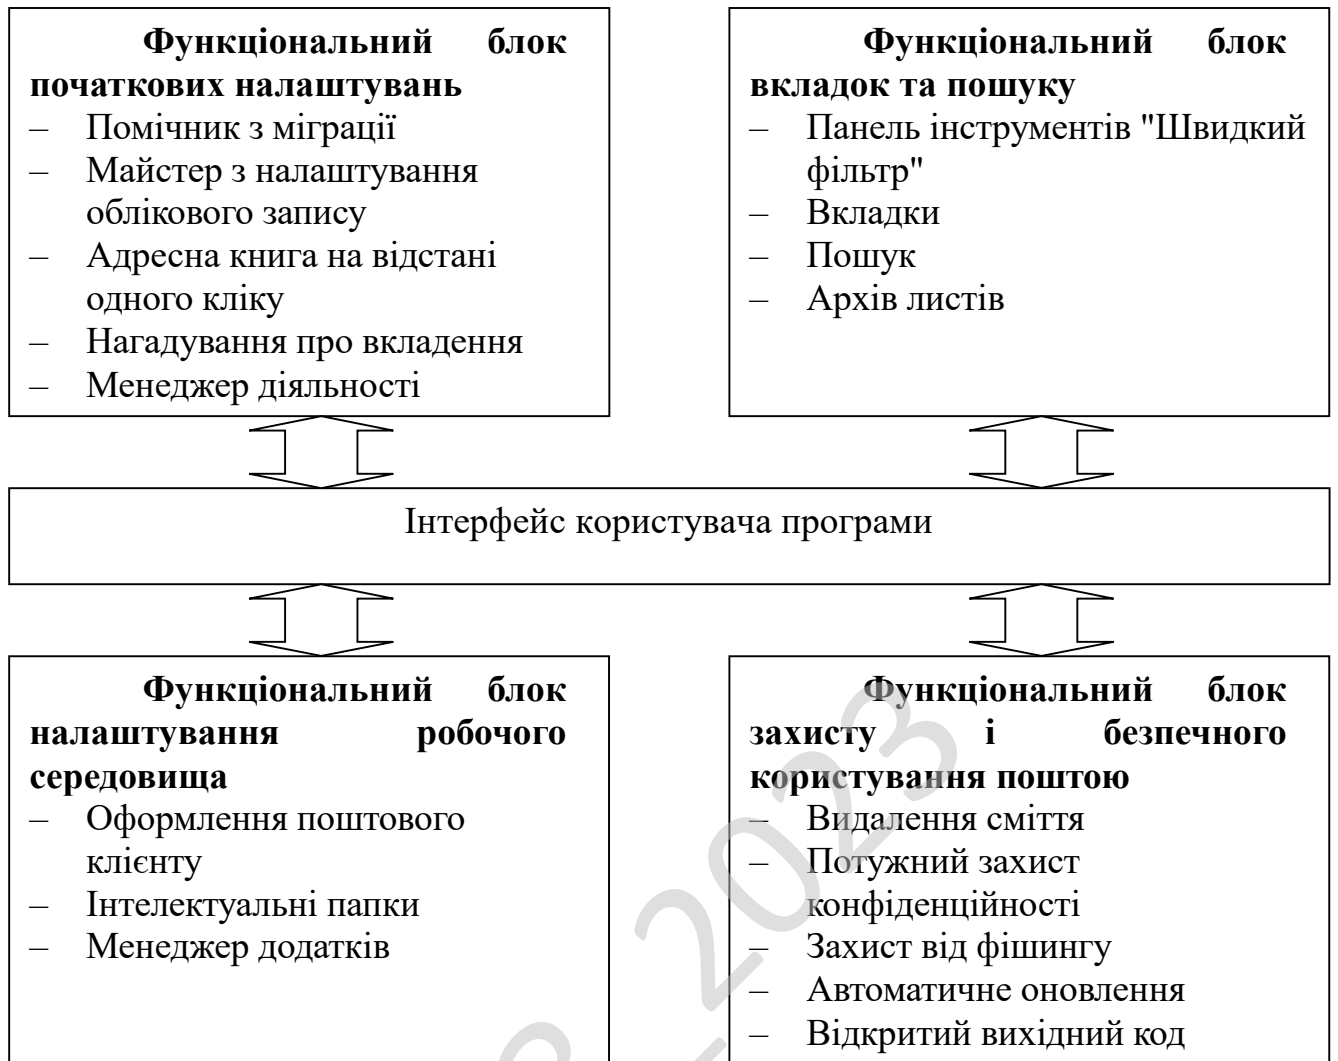 Функціональний блок
початкових налаштувань
– Помічник з міграції
– Майстер з налаштування
облікового запису
– Адресна книга на відстані
одного кліку
– Нагадування про вкладення
– Менеджер діяльності
Функціональний блок
вкладок та пошуку
– Панель інструментів "Швидкий
фільтр"
– Вкладки
– Пошук
– Архів листів
Інтерфейс користувача програми
Функціональний блок
налаштування робочого
середовища
– Оформлення поштового
клієнту
– Інтелектуальні папки
– Менеджер додатків
Функціональний блок
захисту і безпечного
користування поштою
– Видалення сміття
– Потужний захист
конфіденційності
– Захист від фішингу
– Автоматичне оновлення
– Відкритий вихідний код
_2023